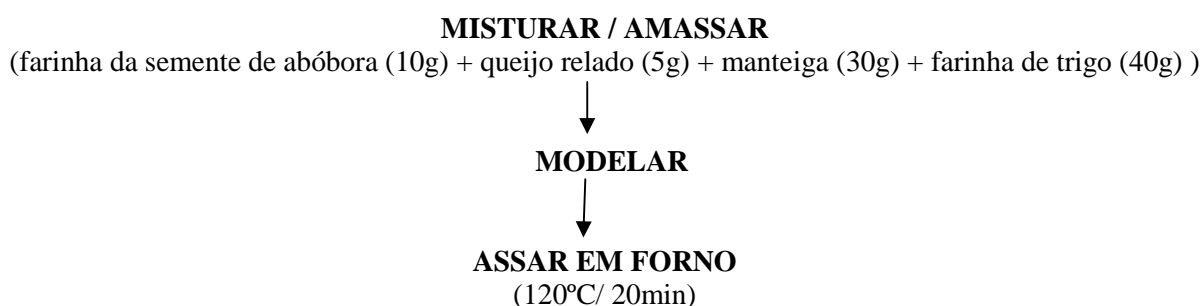 MISTURAR / AMASSAR
(farinha da semente de abóbora (10g) + queijo relado (5g) + manteiga (30g) + farinha de trigo (40g) )
MODELAR
ASSAR EM FORNO
(120ºC/ 20min)